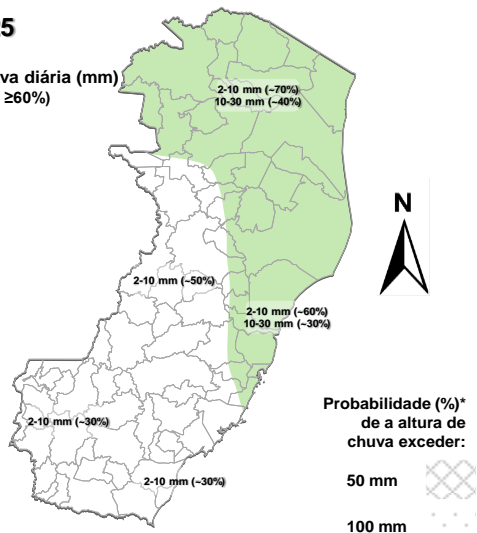 5
va diária (mm)
≥60%)
2-10 mm (~70%)
10-30 mm (~40%)
N
2-10 mm (~50%)
2-10 mm (~60%)
10-30 mm (~30%)
2-10 mm (~30%)
2-10 mm (~30%)
Probabilidade (%)*
de a altura de
chuva exceder:
50 mm
100 mm